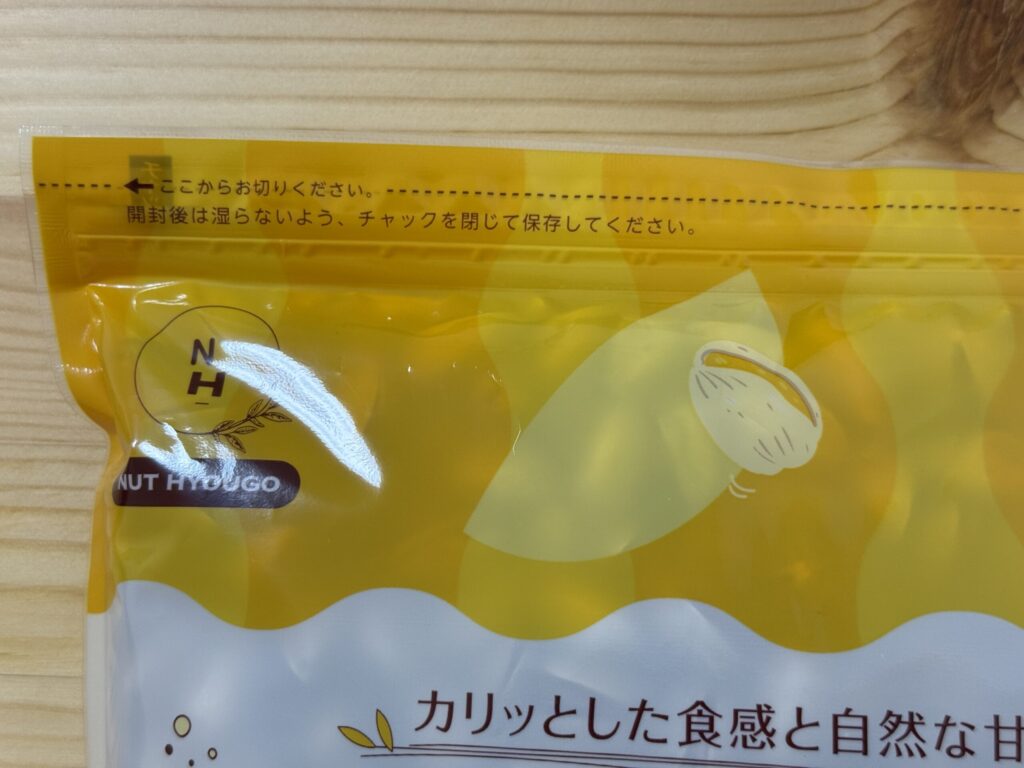 ここからお切りください。
開封後は湿らないよう、チャックを閉じて保存してください。
N
H
NUT HYOUGO
カリッとした食感と自然な甘